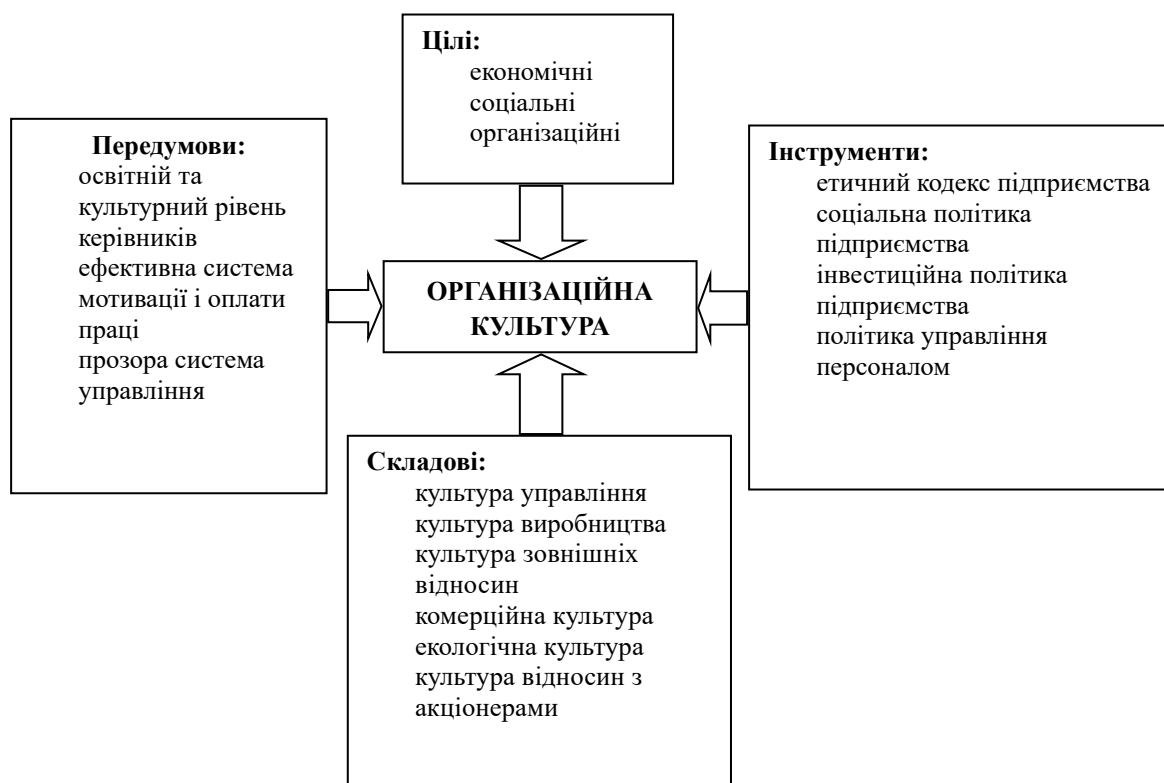 Цілі:
економічні
соціальні
організаційні
Передумови:
освітній та
культурний рівень
керівників
ефективна система
мотивації і оплати
праці
прозора система
управління
ОРГАНІЗАЦІЙНА
КУЛЬТУРА
Інструменти:
етичний кодекс підприємства
соціальна політика
підприємства
інвестиційна політика
підприємства
політика управління
персоналом
Складові:
культура управління
культура виробництва
культура зовнішніх
відносин
комерційна культура
екологічна культура
культура відносин з
акціонерами